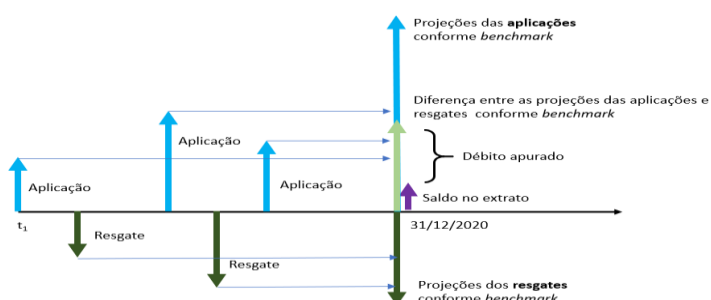 Projeções das aplicações
conforme benchmark
Diferença entre as projeções das aplicações e
resgates conforme benchmark
Aplicação
Débito apurado
Aplicação
Aplicação
Saldo no extrato
t₁
31/12/2020
Resgate
Resgate
Projeções dos resgates
conforme benchmark